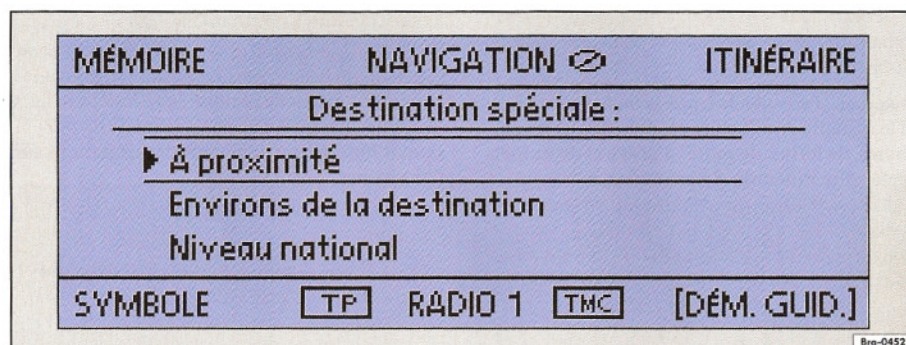 MÉMOIRE NAVIGATION ITINÉRAIRE
Destination spéciale :
À proximité
Environs de la destination
Niveau national
SYMBOLE TP RADIO 1 TMC [DÉM. GUID.]
Brg-0452